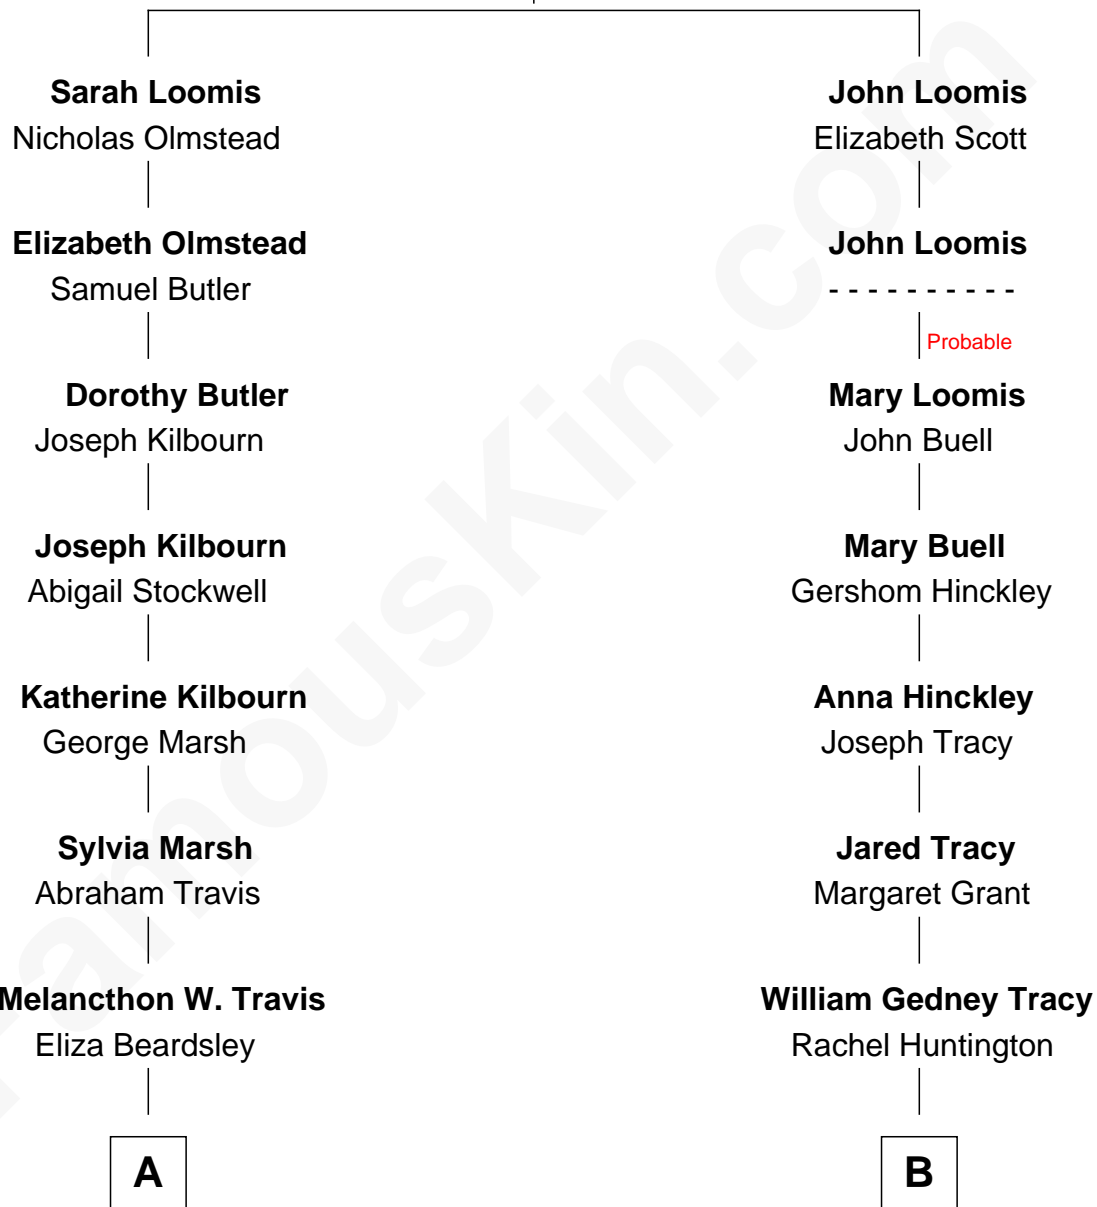 Sarah Loomis
Nicholas Olmstead
John Loomis
Elizabeth Scott
Elizabeth Olmstead
Samuel Butler
John Loomis
- - - - - - - - - -
Probable
Dorothy Butler
Joseph Kilbourn
Mary Loomis
John Buell
Joseph Kilbourn
Abigail Stockwell
Mary Buell
Gershom Hinckley
Katherine Kilbourn
George Marsh
Anna Hinckley
Joseph Tracy
Sylvia Marsh
Abraham Travis
Jared Tracy
Margaret Grant
Melancthon W. Travis
Eliza Beardsley
William Gedney Tracy
Rachel Huntington
A
B
FamousKin.com